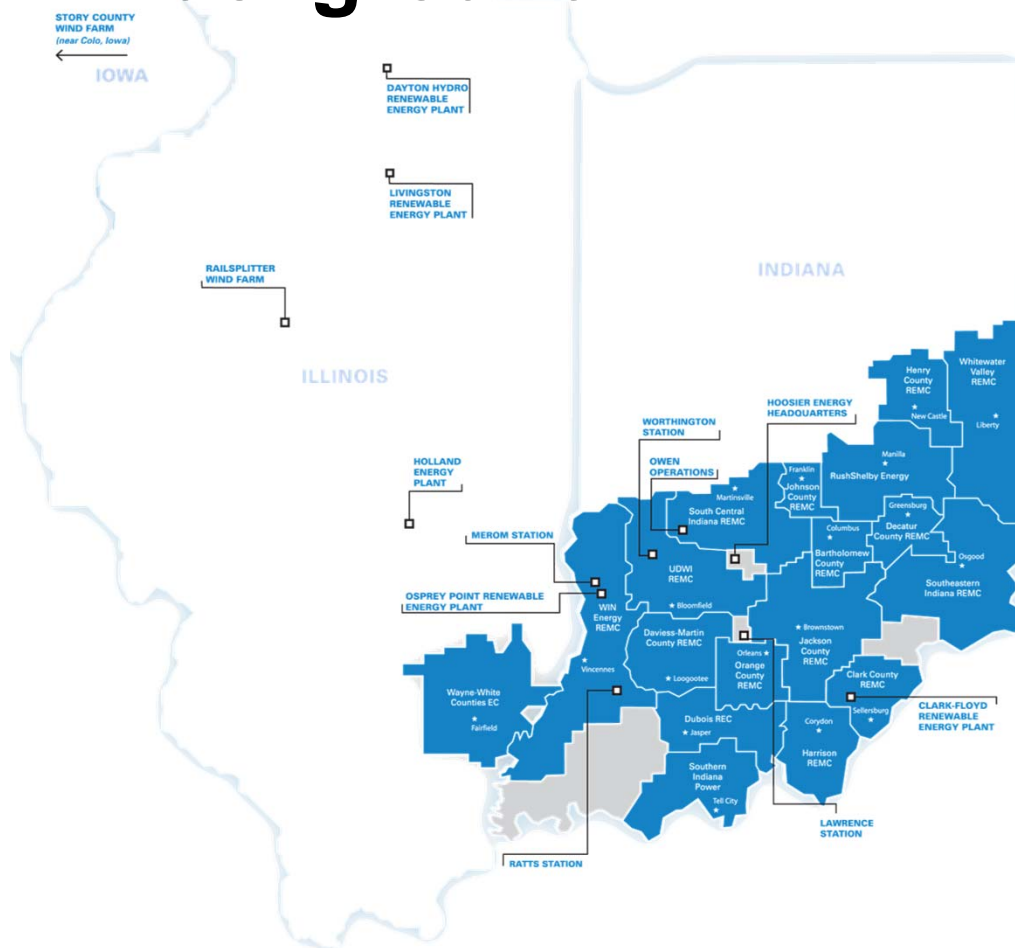 STORY COUNTY
WIND FARM
(near Colo, Iowa)
IOWA
DAYTON HYDRO
RENEWABLE
ENERGY PLANT
LIVINGSTON
RENEWABLE
ENERGY PLANT
RAILSPLITTER
WIND FARM
INDIANA
ILLINOIS
Henry
County
REMC
New Castle
Whitewater
Valley
REMC
Liberty
HOOSIER ENERGY
HEADQUARTERS
WORTHINGTON
STATION
OWEN
OPERATIONS
HOLLAND
ENERGY
PLANT
Manilla
RushShelby Energy
Franklin
Johnson
County
REMC
Martinsville
South Central
Indiana REMC
Greensburg
Decatur
County REMC
Columbus
Bartholomew
County
REMC
MEROM STATION
UDWI
REMC
Bloomfield
Osgood
Southeastern
Indiana REMC
OSPREY POINT RENEWABLE
ENERGY PLANT
WIN
Energy
REMC
Vincennes
Daviess-Martin
County REMC
Loogootee
Orleans
Orange
County
REMC
Brownstown
Jackson
County
REMC
Clark County
REMC
Sellersburg
CLARK-FLOYD
RENEWABLE
ENERGY PLANT
Wayne-White
Counties EC
Fairfield
Dubois REC
Jasper
Corydon
Harrison
REMC
Southern
Indiana
Power
Tell City
LAWRENCE
STATION
RATTS STATION